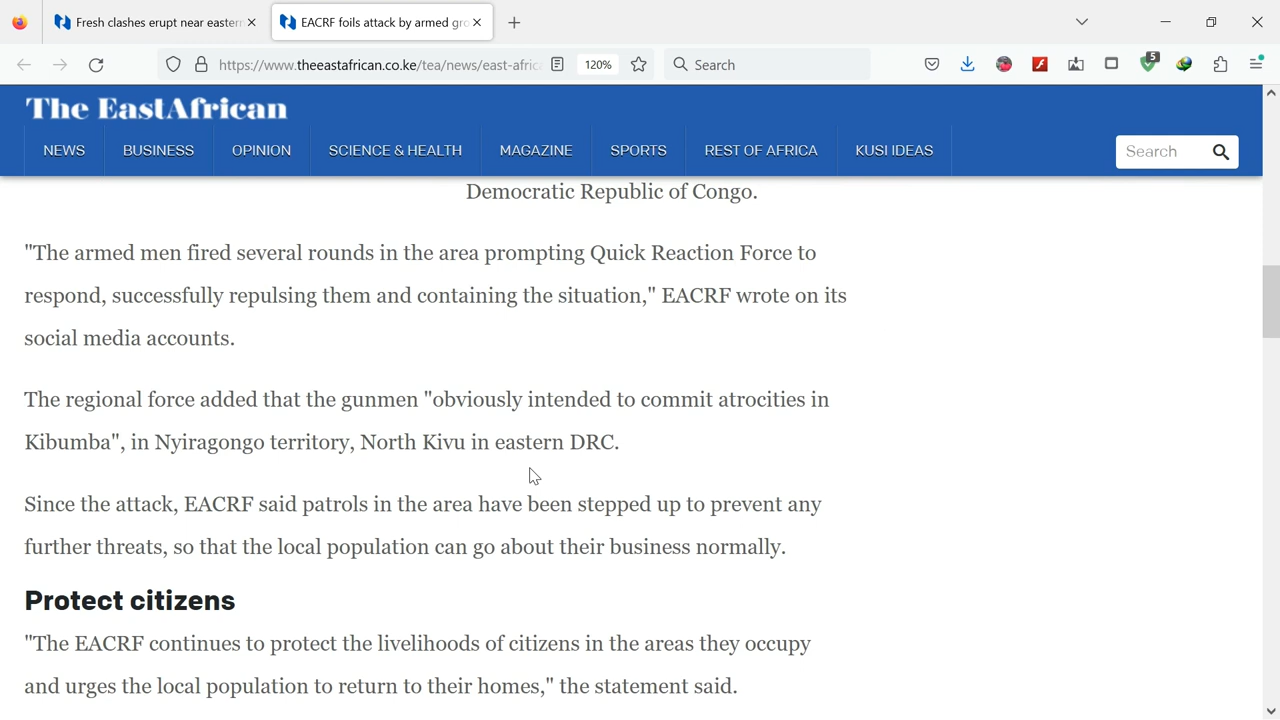 Fresh clashes erupt near eastern
EACRF foils attack by armed gro
https://www.theeastafrican.co.ke/tea/news/east-afric
120%
Search
5
The EastAfrican
NEWS
BUSINESS
OPINION
SCIENCE & HEALTH
MAGAZINE
SPORTS
REST OF AFRICA
KUSI IDEAS
Search
Democratic Republic of Congo.
"The armed men fired several rounds in the area prompting Quick Reaction Force to
respond, successfully repulsing them and containing the situation," EACRF wrote on its
social media accounts.
The regional force added that the gunmen "obviously intended to commit atrocities in
Kibumba", in Nyiragongo territory, North Kivu in eastern DRC.
Since the attack, EACRF said patrols in the area have been stepped up to prevent any
further threats, so that the local population can go about their business normally.
Protect citizens
"The EACRF continues to protect the livelihoods of citizens in the areas they occupy
and urges the local population to return to their homes," the statement said.